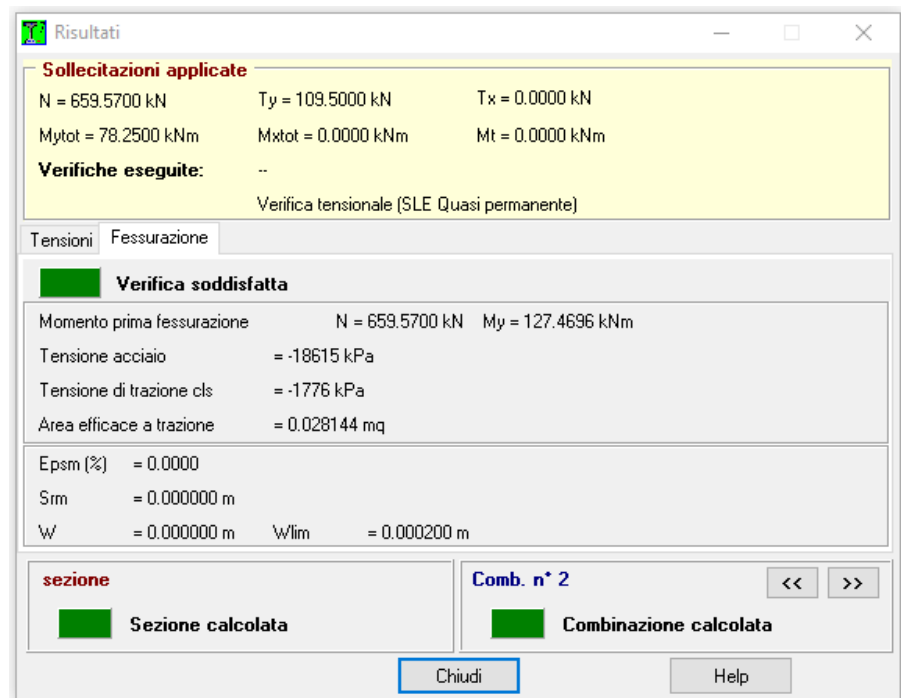 Risultati
Sollecitazioni applicate
N = 659.5700 kN Ty = 109.5000 kN Tx = 0.0000 kN
Mytot = 78.2500 kNm Mxtot = 0.0000 kNm Mt = 0.0000 kNm
Verifiche eseguite: --
Verifica tensionale (SLE Quasi permanente)
Tensioni Fessurazione
Verifica soddisfatta
Momento prima fessurazione N = 659.5700 kN My = 127.4696 kNm
Tensione acciaio = -18615 kPa
Tensione di trazione cls = -1776 kPa
Area efficace a trazione = 0.028144 mq
Epsm (%) = 0.0000
Srm = 0.000000 m
W = 0.000000 m Wlim = 0.000200 m
sezione Comb. n° 2 << >>
Sezione calcolata Combinazione calcolata
Chiudi Help